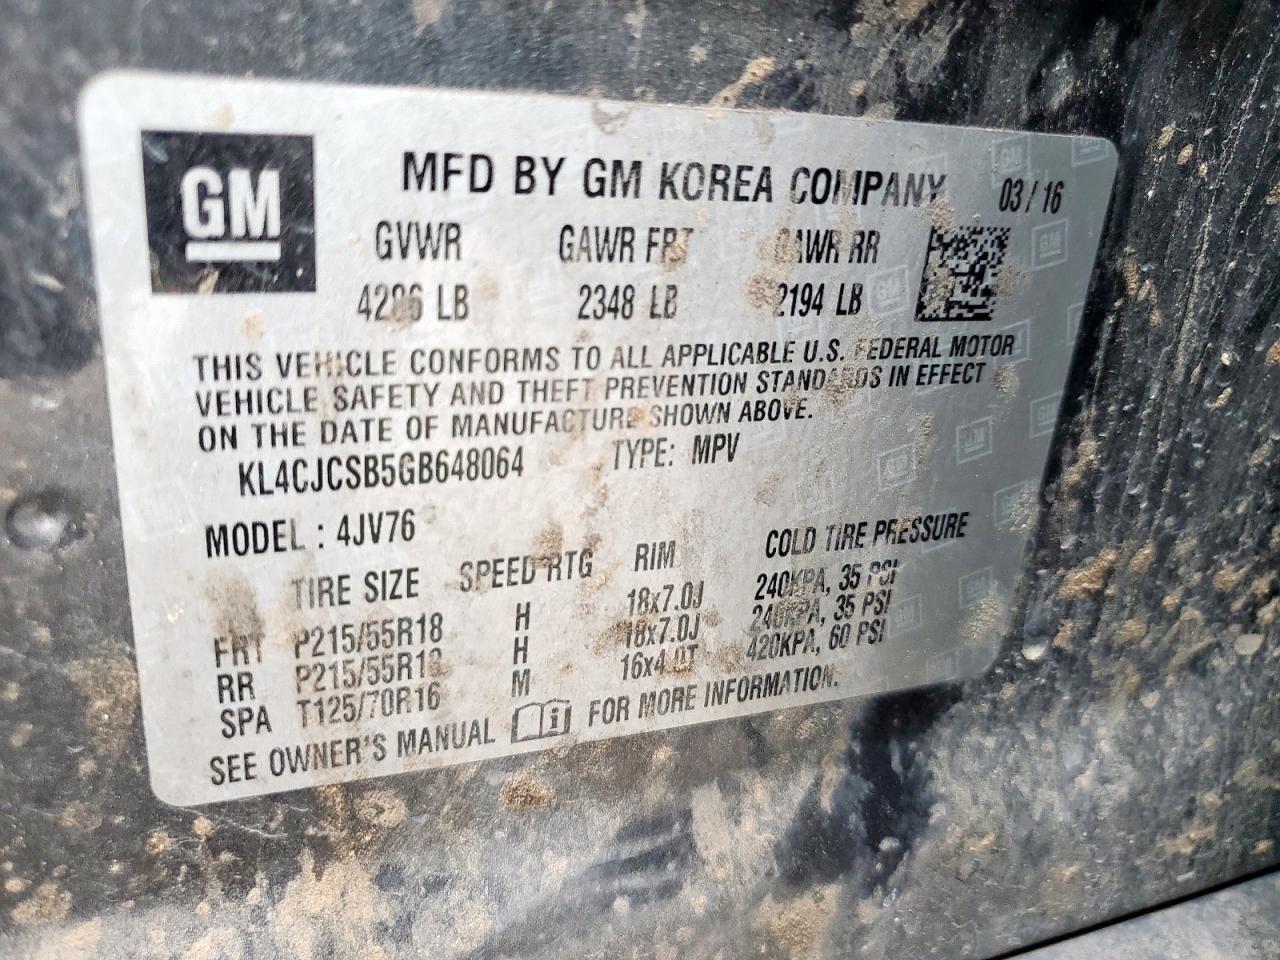 GM
MFD BY GM KOREA COMPANY 03/16
GVWR GAWR FRT GAWR RR
LB 2348 LB 2194 LB
THIS VEHICLE CONFORMS TO ALL APPLICABLE U.S. FEDERAL MOTOR
VEHICLE SAFETY AND THEFT PREVENTION STANDARDS IN EFFECT
ON THE DATE OF MANUFACTURE SHOWN ABOVE.
KL4CJCSB5GB648064 TYPE: MPV
MODEL : 4JV76
TIRE SIZE SPEED RTG RIM COLD TIRE PRESSURE
FRT P215/55R18 H 18x7.0J 240KPA, 35 PSI
RR P215/55R18 H 18x7.0J 240KPA, 35 PSI
SPA T125/70R16 M 16x4.0T 420KPA, 60 PSI
SEE OWNER'S MANUAL FOR MORE INFORMATION.